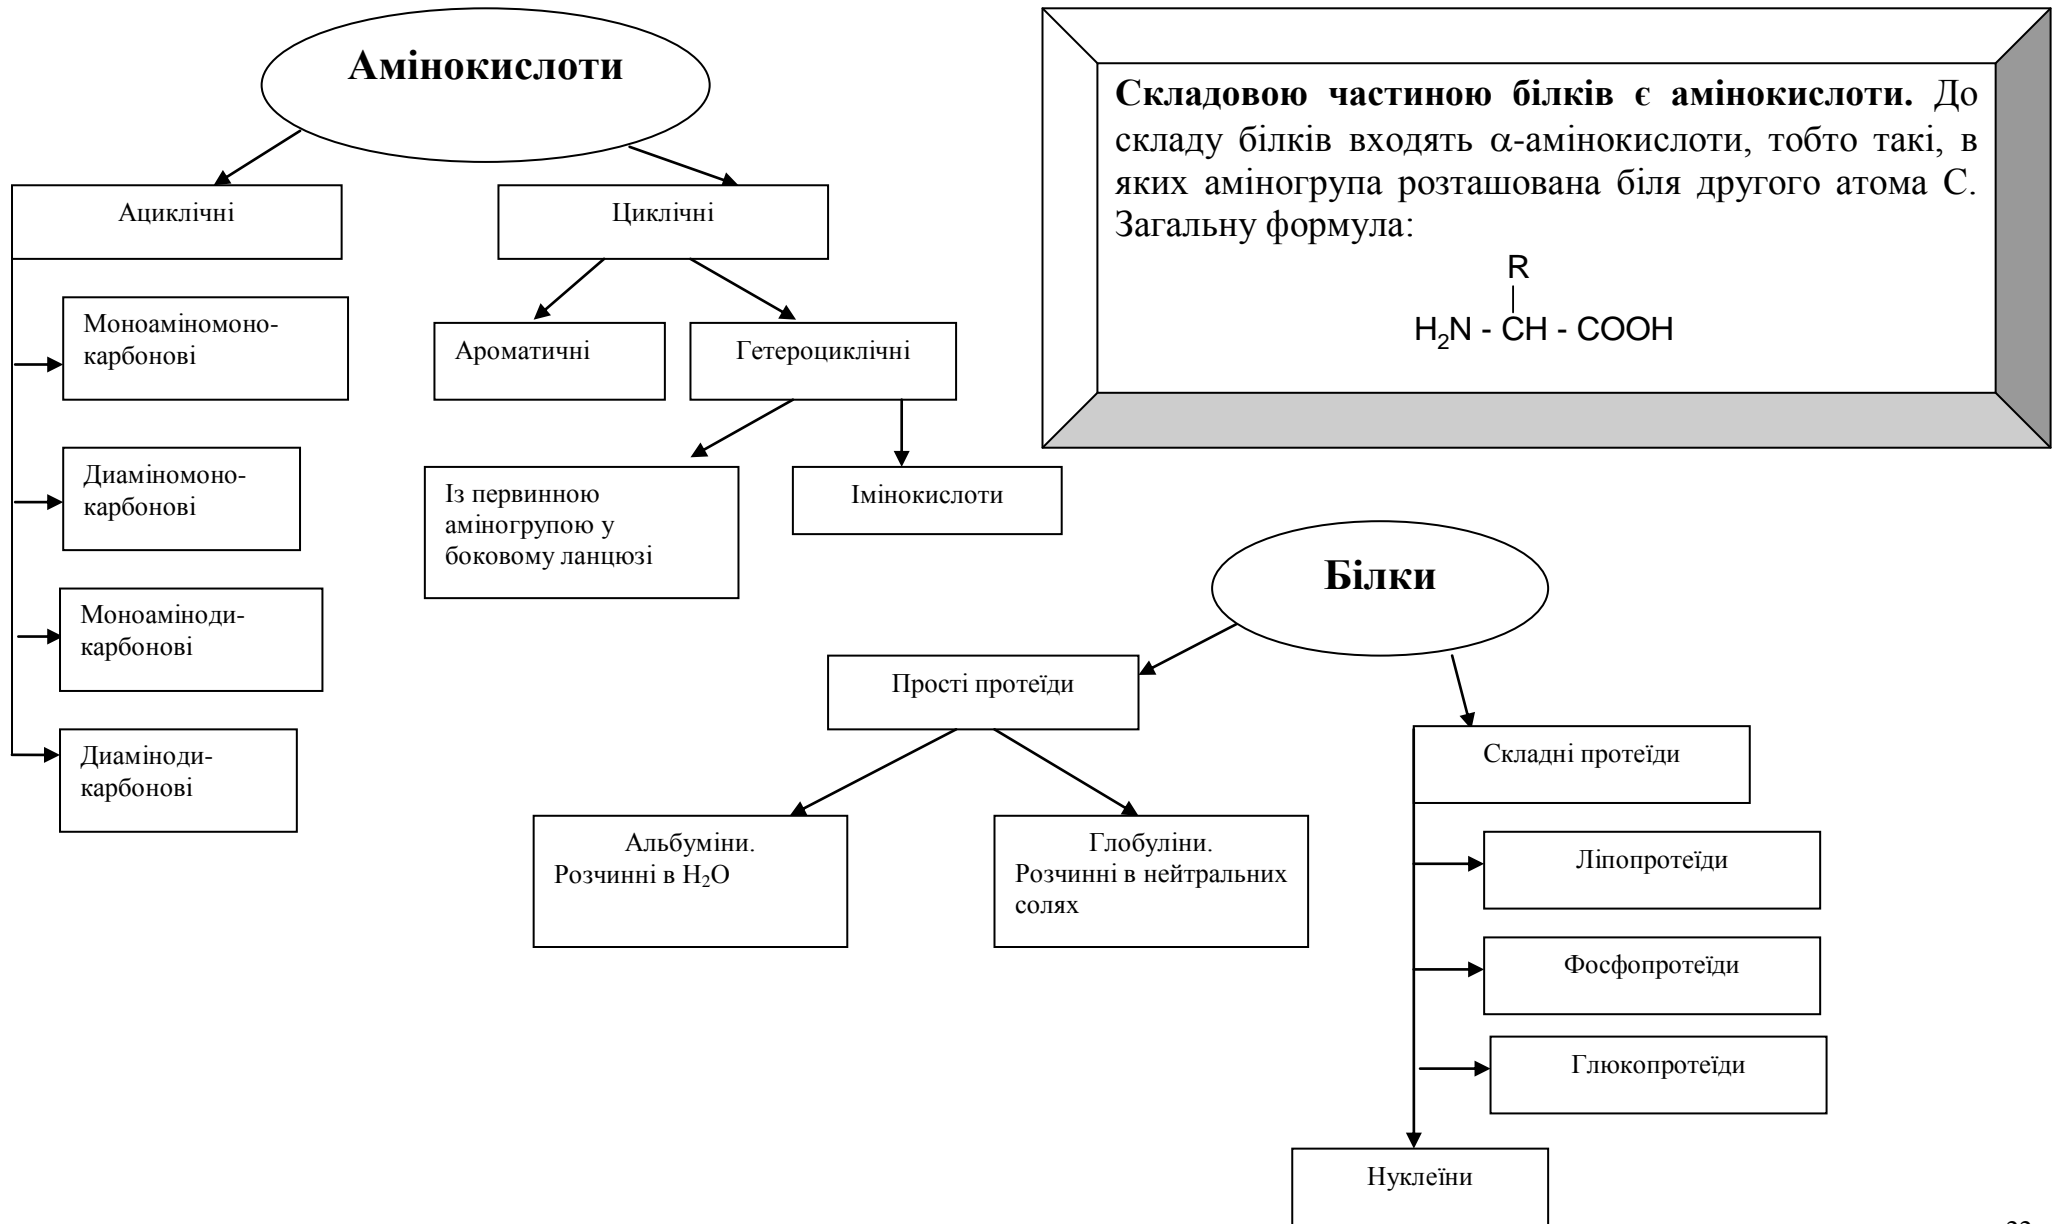 Амінокислоти
Ациклічні
Циклічні
Моноаміномоно-
карбонові
Диаміномоно-
карбонові
Моноаміноди-
карбонові
Диаміноди-
карбонові
Ароматичні
Гетероциклічні
Із первинною
аміногрупою у
боковому ланцюзі
Імінокислоти
Складовою частиною білків є амінокислоти. До
складу білків входять α-амінокислоти, тобто такі, в
яких аміногрупа розташована біля другого атома С.
Загальну формула:
R
H₂N - CH - COOH
Білки
Прості протеїди
Складні протеїди
Альбуміни.
Розчинні в H₂O
Глобуліни.
Розчинні в нейтральних
солях
Ліпопротеїди
Фосфопротеїди
Глюкопротеїди
Нуклеїни